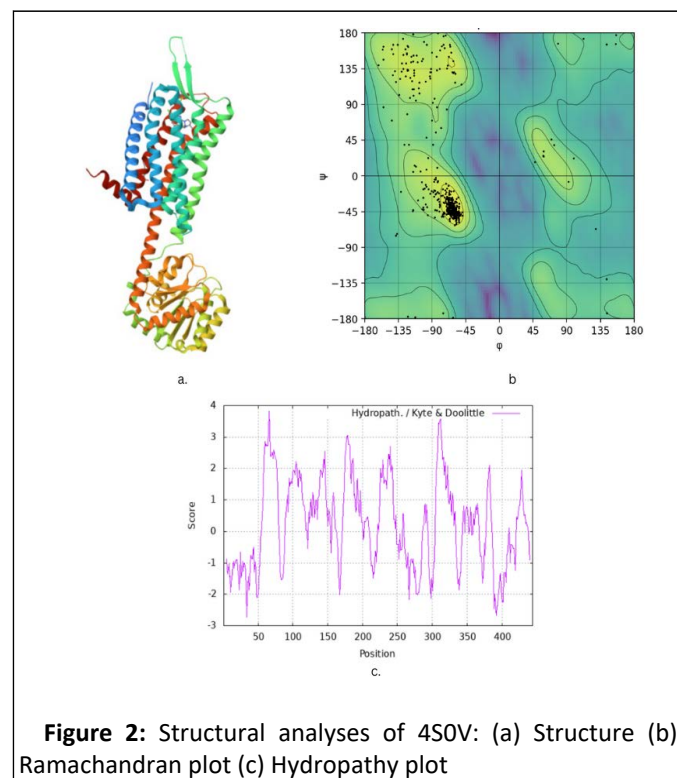 180
135
90
45
0
−45
−90
−135
−180
ψ
−180 −135 −90 −45 0 45 90 135 180
φ
a.
b
4
3
2
1
0
-1
-2
-3
Score
Hydropath. / Kyte & Doolittle
50 100 150 200 250 300 350 400
Position
c.
Figure 2: Structural analyses of 4S0V: (a) Structure (b)
Ramachandran plot (c) Hydropathy plot